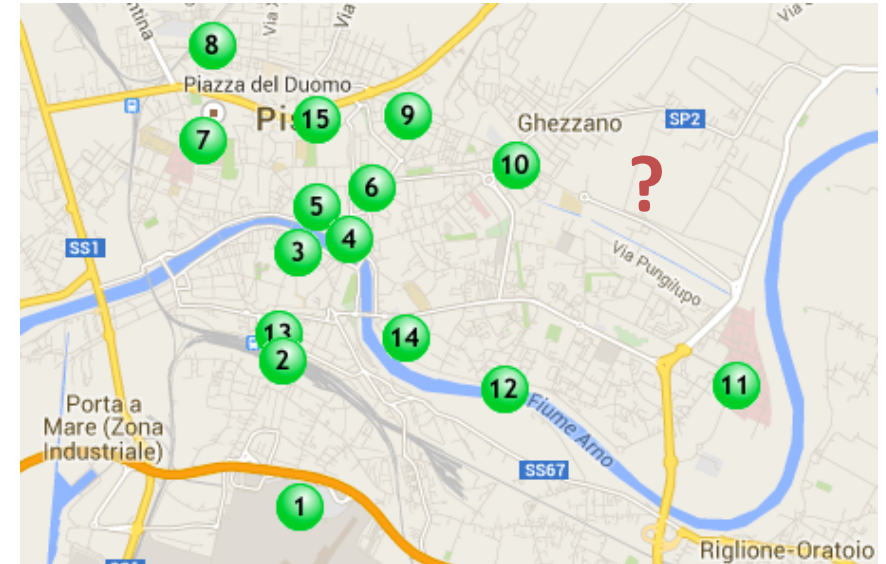 8
Piazza del Duomo
Pis
15
9
7
Ghezzano
SP2
10
?
6
5
4
3
SS1
Via Pungilupo
13
2
14
11
12
Fiume Arno
Porta a
Mare (Zona
Industriale)
SS67
1
Riglione-Oratoio